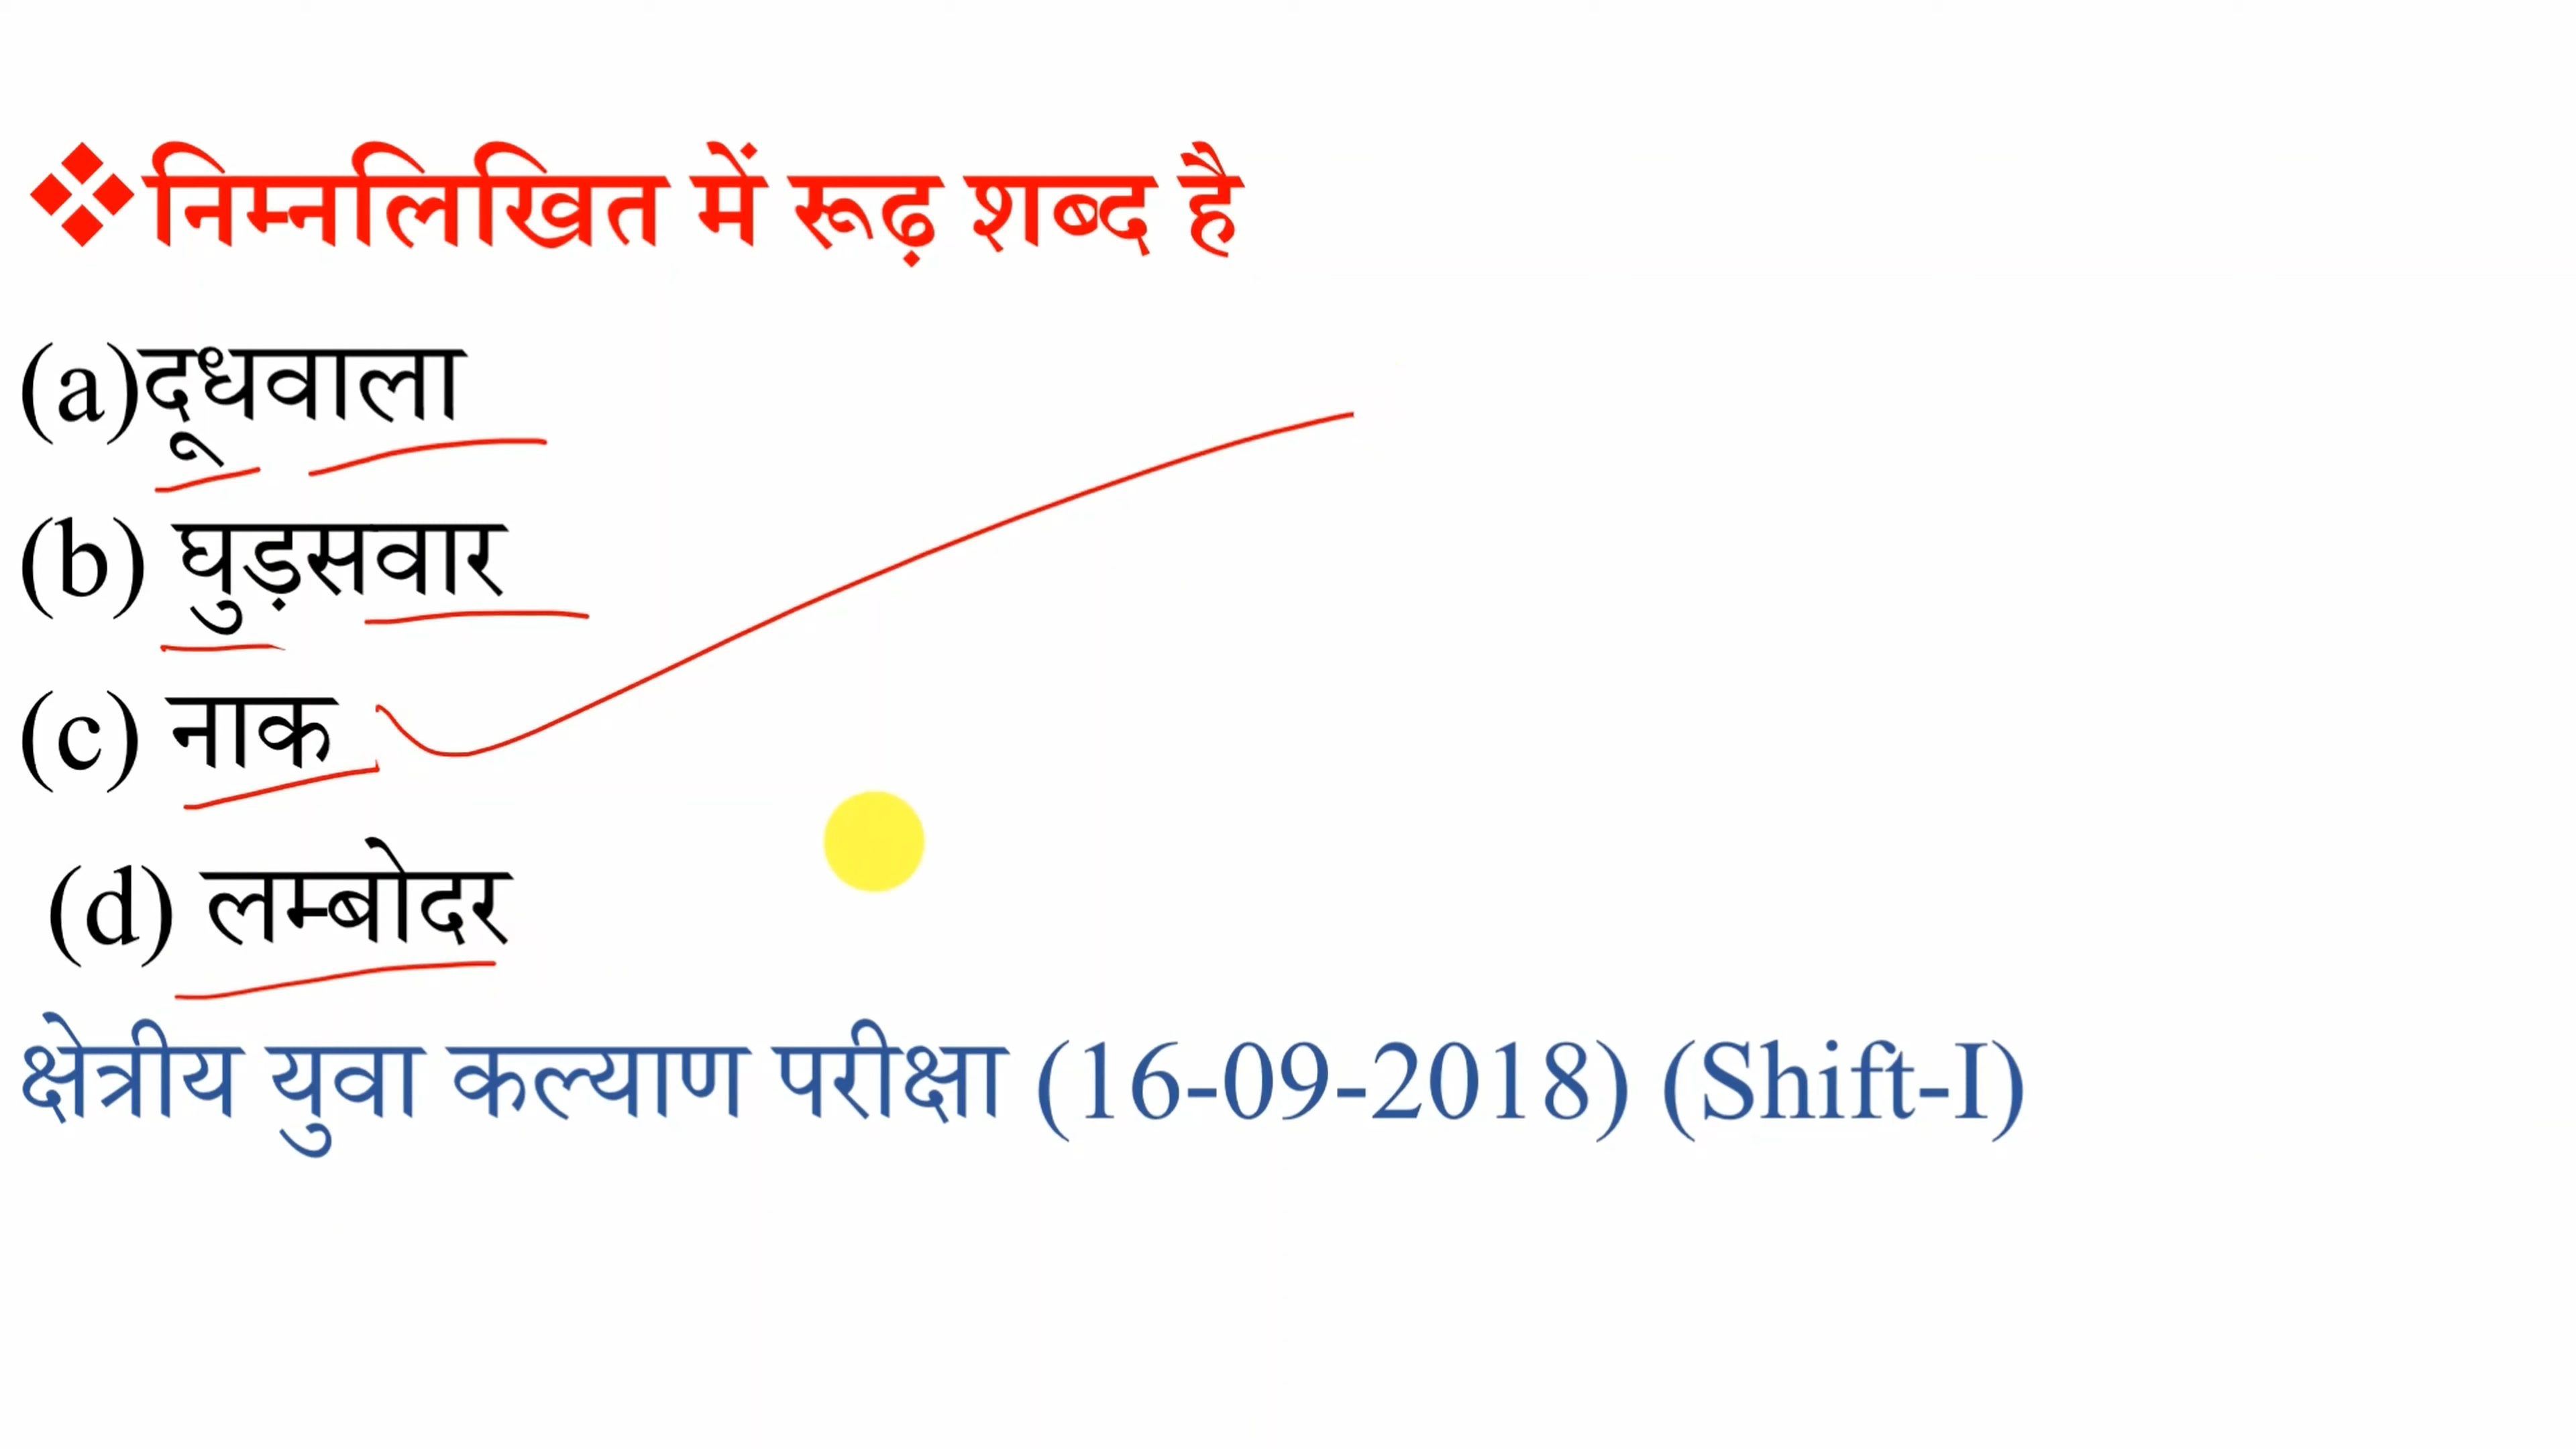 ❖निम्नलिखित में रूढ़ शब्द है
(a)दूधवाला
(b) घुड़सवार
(c) नाक
(d) लम्बोदर
क्षेत्रीय युवा कल्याण परीक्षा (16-09-2018) (Shift-I)